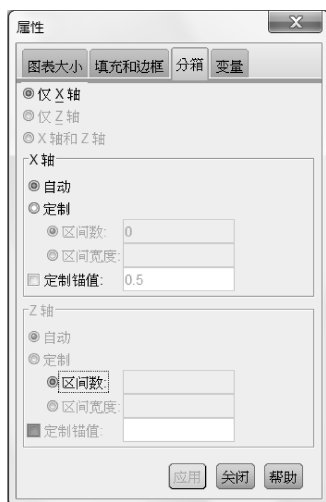 属性
图表大小 填充和边框 分箱 变量
仅 X 轴
仅 Z 轴
X 轴和 Z 轴
X 轴
自动
定制
区间数: 0
区间宽度:
定制锚值: 0.5
Z 轴
自动
定制
区间数:
区间宽度:
定制锚值:
应用 关闭 帮助